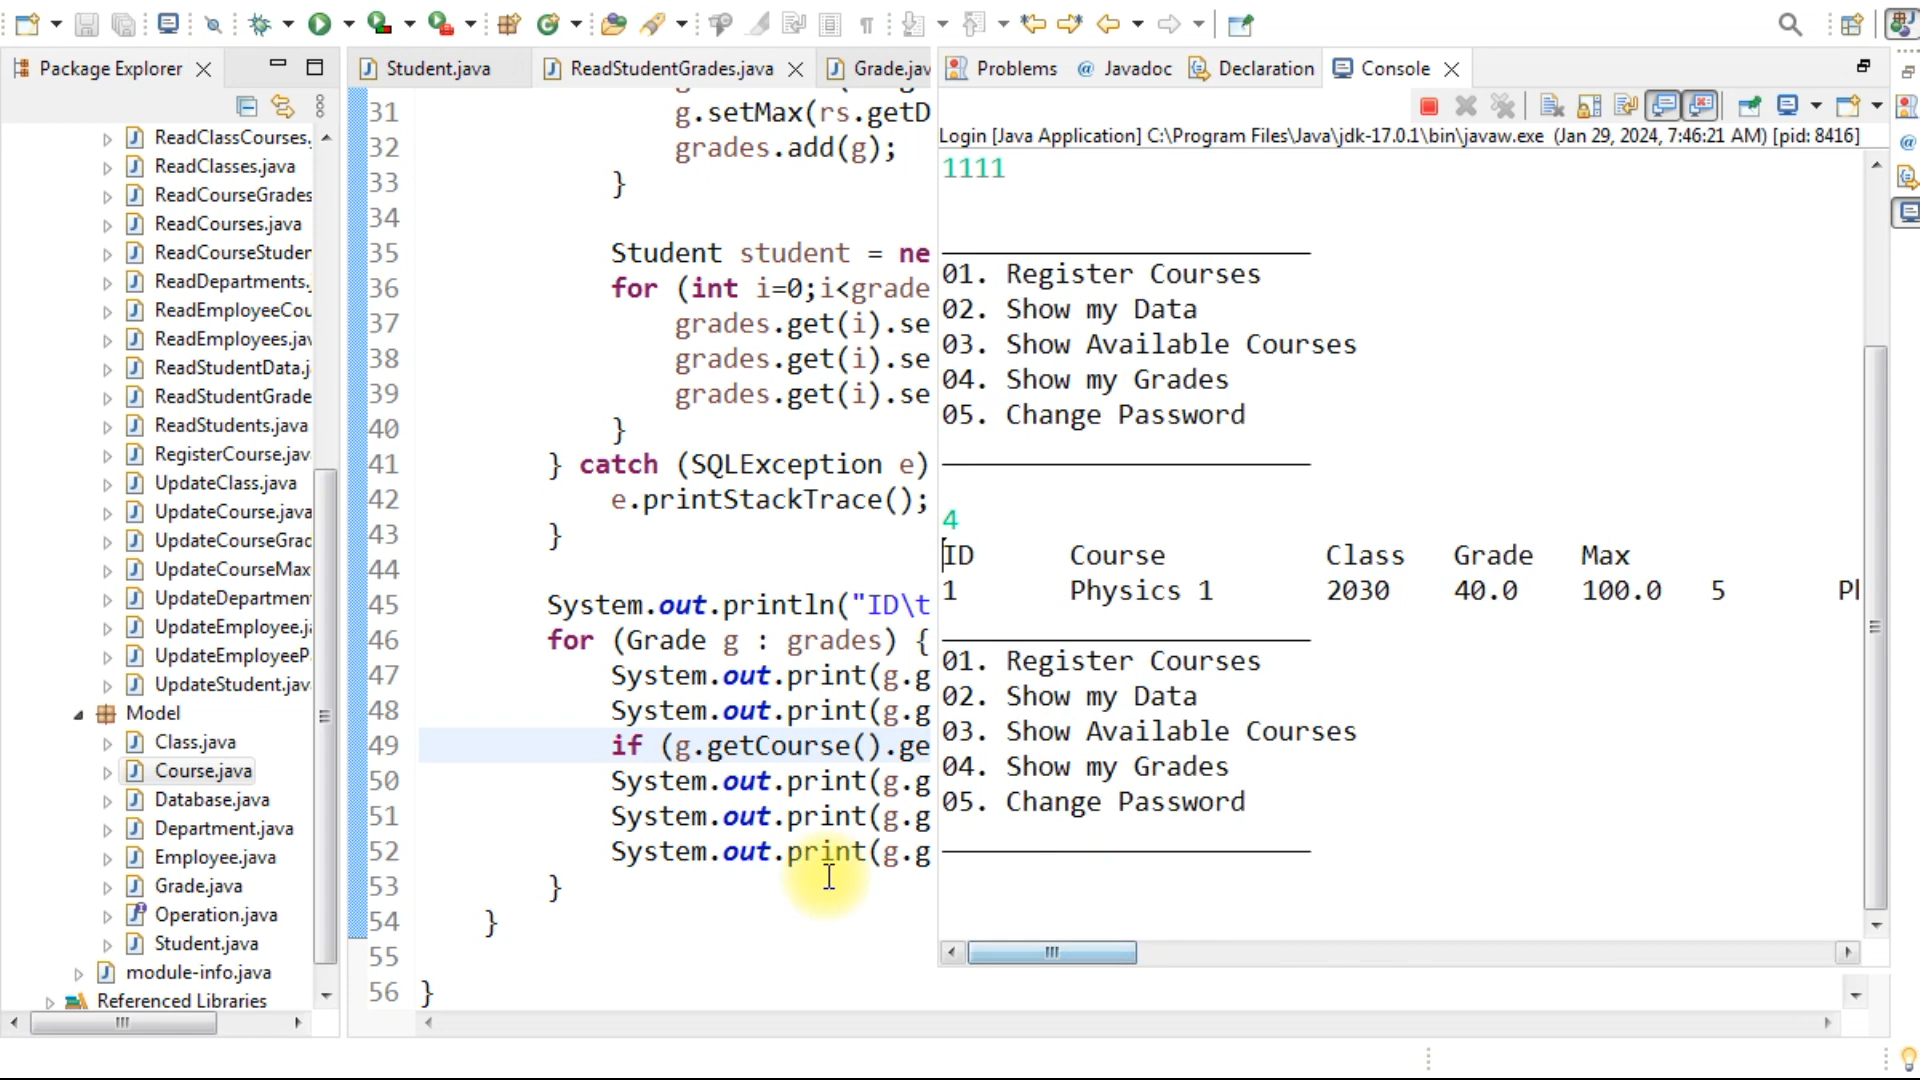 Package Explorer
ReadClassCourses.
ReadClasses.java
ReadCourseGrades
ReadCourses.java
ReadCourseStuder
ReadDepartments.
ReadEmployeeCou
ReadEmployees.jav
ReadStudentData.j
ReadStudentGrade
ReadStudents.java
RegisterCourse.jav
UpdateClass.java
UpdateCourse.java
UpdateCourseGrad
UpdateCourseMax
UpdateDepartmen
UpdateEmployee.j
UpdateEmployeeP
UpdateStudent.jav
Model
Class.java
Course.java
Database.java
Department.java
Employee.java
Grade.java
Operation.java
Student.java
module-info.java
Referenced Libraries
Student.java
ReadStudentGrades.java
Grade.jav
31 g.setMax(rs.getD
32 grades.add(g);
33 }
34
35 Student student = ne
36 for (int i=0;i<grade
37 grades.get(i).se
38 grades.get(i).se
39 grades.get(i).se
40 }
41 } catch (SQLException e)
42 e.printStackTrace();
43 }
44
45 System.out.println("ID\t
46 for (Grade g : grades) {
47 System.out.print(g.g
48 System.out.print(g.g
49 if (g.getCourse().ge
50 System.out.print(g.g
51 System.out.print(g.g
52 System.out.print(g.g
53 }
54 }
55
56 }
Problems
@ Javadoc
Declaration
Console
Login [Java Application] C:\Program Files\Java\jdk-17.0.1\bin\javaw.exe (Jan 29, 2024, 7:46:21 AM) [pid: 8416]
1111
01. Register Courses
02. Show my Data
03. Show Available Courses
04. Show my Grades
05. Change Password
4
ID Course Class Grade Max
1 Physics 1 2030 40.0 100.0 5
01. Register Courses
02. Show my Data
03. Show Available Courses
04. Show my Grades
05. Change Password